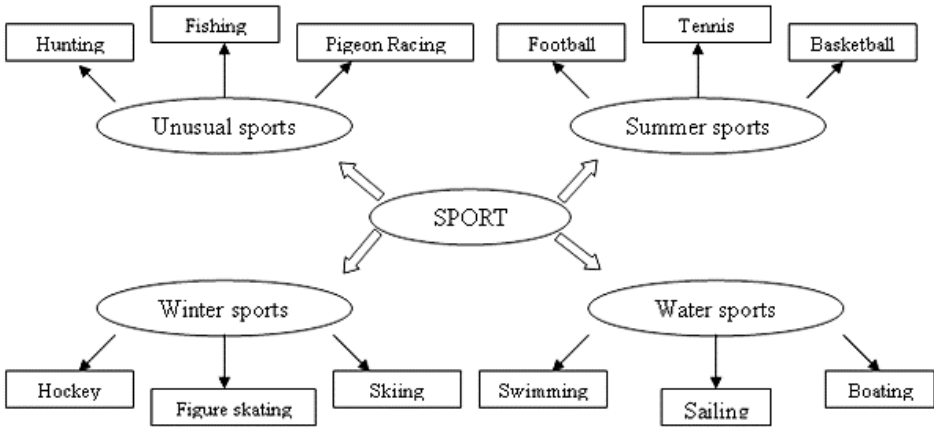 Hunting
Fishing
Pigeon Racing
Football
Tennis
Basketball
Unusual sports
Summer sports
SPORT
Winter sports
Water sports
Hockey
Figure skating
Skiing
Swimming
Sailing
Boating